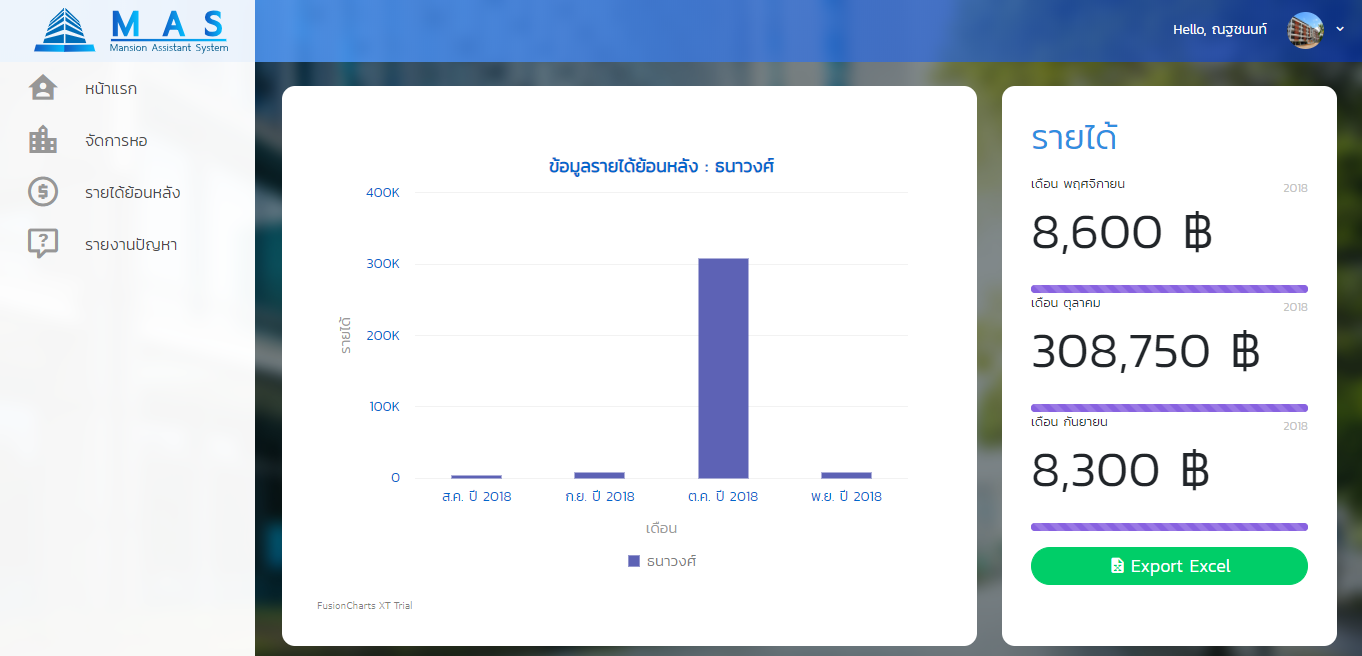 M A S
Mansion Assistant System
Hello, ณฐชนนท์
หน้าแรก
จัดการหอ
รายได้ย้อนหลัง
รายงานปัญหา
ข้อมูลรายได้ย้อนหลัง : ธนาวงศ์
400K
300K
200K
100K
0
รายได้
ส.ค. ปี 2018
ก.ย. ปี 2018
ต.ค. ปี 2018
พ.ย. ปี 2018
เดือน
ธนาวงศ์
FusionCharts XT Trial
รายได้
เดือน พฤศจิกายน
2018
8,600 ฿
เดือน ตุลาคม
2018
308,750 ฿
เดือน กันยายน
2018
8,300 ฿
Export Excel